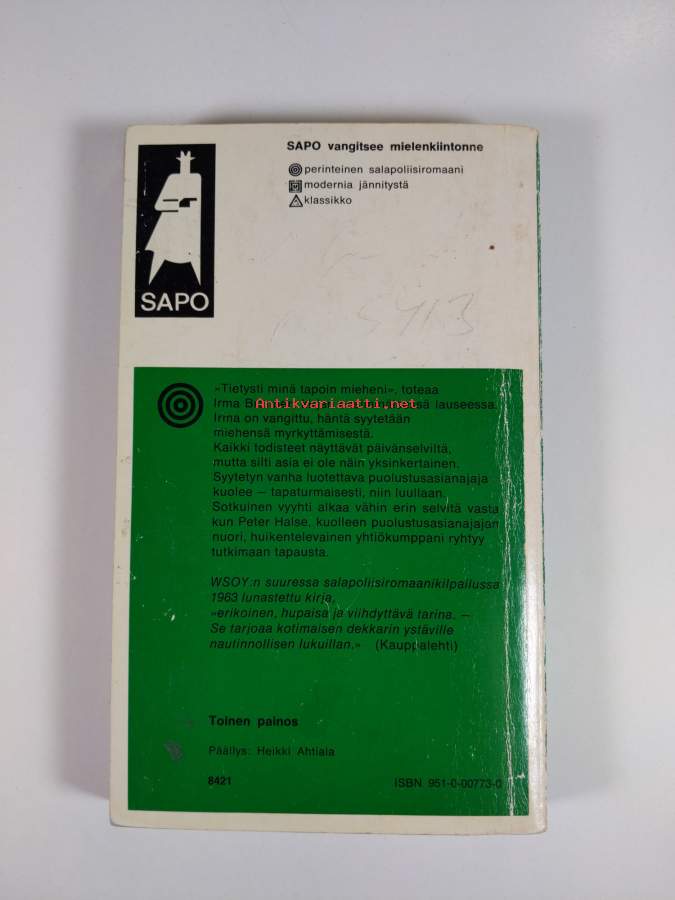 SAPO vangitsee mielenkiintonne
perinteinen salapoliisiromaani
modernia jännitystä
klassikko
SAPO
5413
»Tietysti minä tapoin mieheni», toteaa
Irma lauseessa.
Antikvariaatti.net
Irma on vangittu, häntä syytetään
miehensä myrkyttämisestä.
Kaikki todisteet näyttävät päivänselviltä,
mutta silti asia ei ole näin yksinkertainen.
Syytetyn vanha luotettava puolustusasianajaja
kuolee — tapaturmaisesti, niin luullaan.
Sotkuinen vyyhti alkaa vähin erin selvitä vasta
kun Peter Halse, kuolleen puolustusasianajajan
nuori, huikentelevainen yhtiökumppani ryhtyy
tutkimaan tapausta.
WSOY:n suuressa salapoliisiromaanikilpailussa
1963 lunastettu kirja,
»erikoinen, hupaisa ja viihdyttävä tarina. —
Se tarjoaa kotimaisen dekkarin ystäville
nautinnollisen lukuillan.» (Kauppalehti)
Toinen painos
Päällys: Heikki Ahtiala
8421
ISBN 951-0-00773-0